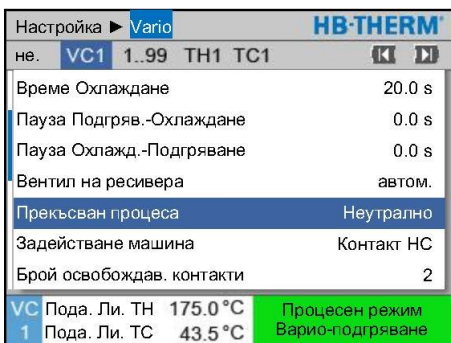 Настройка ► Vario HB-THERM®
не. VC1 1..99 TH1 TC1
Време Охлаждане 20.0 s
Пауза Подгряв.-Охлаждане 0.0 s
Пауза Охлажд.-Подгряване 0.0 s
Вентил на ресивера автом.
Прекъсван процеса Неутрално
Задействане машина Контакт НС
Брой освобождав. контакти 2
VC Пода. Ли. TH 175.0 °C Процесен режим
1 Пода. Ли. TC 43.5 °C Варио-подгряване